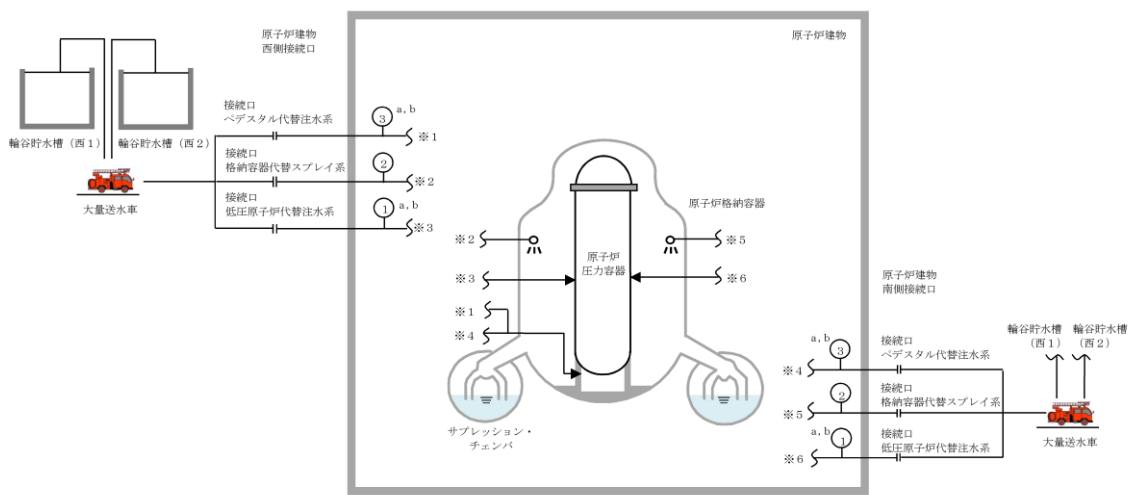 原子炉建物
西側接続口
原子炉建物
輪谷貯水槽（西１）
輪谷貯水槽（西２）
大量送水車
接続口
ペデスタル代替注水系
3
a, b
※1
接続口
格納容器代替スプレイ系
2
※2
接続口
低圧原子炉代替注水系
1
a, b
※3
原子炉格納容器
※2
※5
原子炉
圧力容器
※3
※6
※1
※4
サプレッション・
チェンバ
原子炉建物
南側接続口
輪谷貯水槽
（西１）
輪谷貯水槽
（西２）
a, b
3
接続口
ペデスタル代替注水系
※4
2
接続口
格納容器代替スプレイ系
※5
a, b
1
接続口
低圧原子炉代替注水系
※6
大量送水車